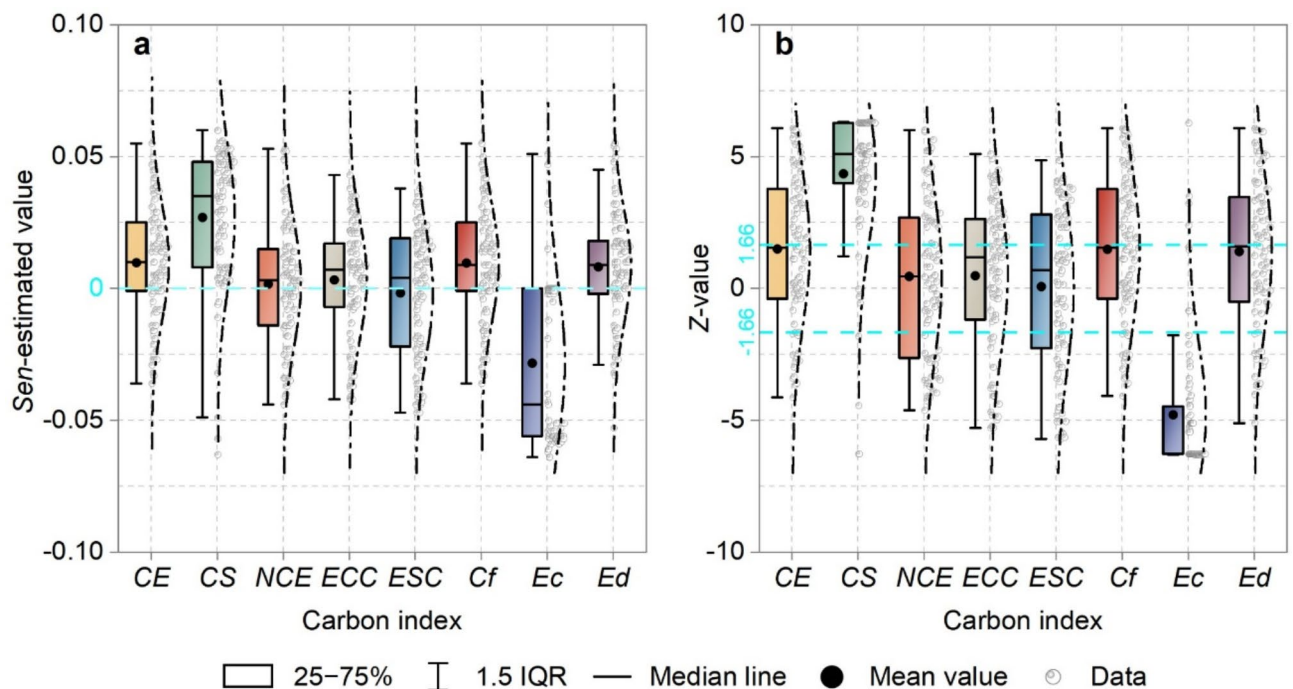 a
0.10
0.05
0
-0.05
-0.10
Sen-estimated value
CE CS NCE ECC ESC Cf Ec Ed
Carbon index
b
10
5
1.66
0
-1.66
-5
-10
Z-value
CE CS NCE ECC ESC Cf Ec Ed
Carbon index
25−75% 1.5 IQR Median line Mean value Data